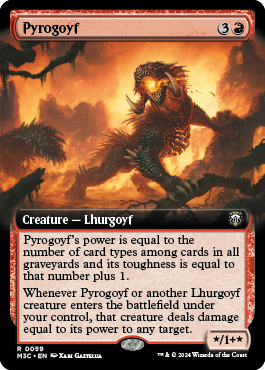 Pyrogoyf
3
Creature — Lhurgoyf
Pyrogoyf's power is equal to the
number of card types among cards in all
graveyards and its toughness is equal to
that number plus 1.
Whenever Pyrogoyf or another Lhurgoyf
creature enters the battlefield under
your control, that creature deals damage
equal to its power to any target.
★/1+★
R 0059
M3C • EN Xabi Gaztelua
™ & © 2024 Wizards of the Coast